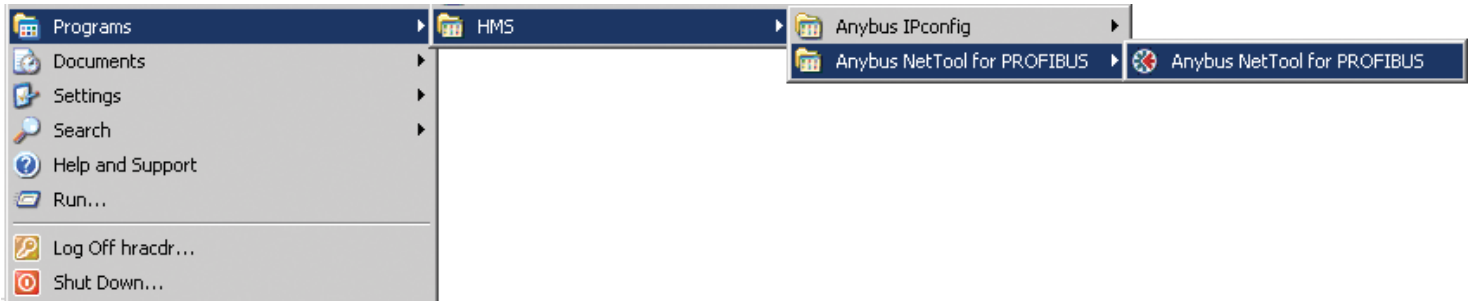 Programs
HMS
Anybus IPconfig
Anybus NetTool for PROFIBUS
Anybus NetTool for PROFIBUS
Documents
Settings
Search
Help and Support
Run...
Log Off hracdr...
Shut Down...